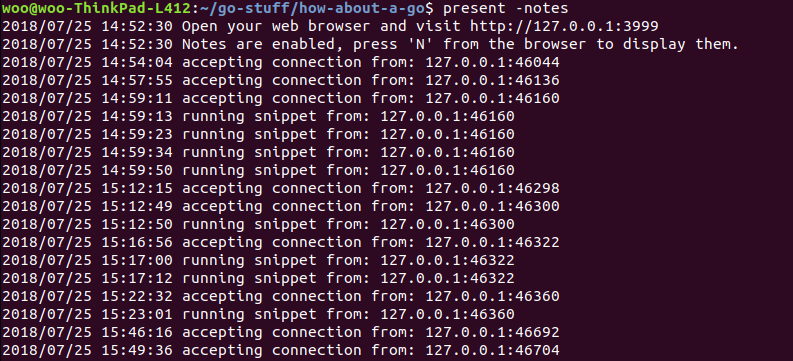 woo@woo-ThinkPad-L412:~/go-stuff/how-about-a-go$ present -notes
2018/07/25 14:52:30 Open your web browser and visit http://127.0.0.1:3999
2018/07/25 14:52:30 Notes are enabled, press 'N' from the browser to display them.
2018/07/25 14:54:04 accepting connection from: 127.0.0.1:46044
2018/07/25 14:57:55 accepting connection from: 127.0.0.1:46136
2018/07/25 14:59:11 accepting connection from: 127.0.0.1:46160
2018/07/25 14:59:13 running snippet from: 127.0.0.1:46160
2018/07/25 14:59:23 running snippet from: 127.0.0.1:46160
2018/07/25 14:59:34 running snippet from: 127.0.0.1:46160
2018/07/25 14:59:50 running snippet from: 127.0.0.1:46160
2018/07/25 15:12:15 accepting connection from: 127.0.0.1:46298
2018/07/25 15:12:49 accepting connection from: 127.0.0.1:46300
2018/07/25 15:12:50 running snippet from: 127.0.0.1:46300
2018/07/25 15:16:56 accepting connection from: 127.0.0.1:46322
2018/07/25 15:17:00 running snippet from: 127.0.0.1:46322
2018/07/25 15:17:12 running snippet from: 127.0.0.1:46322
2018/07/25 15:22:32 accepting connection from: 127.0.0.1:46360
2018/07/25 15:23:01 running snippet from: 127.0.0.1:46360
2018/07/25 15:46:16 accepting connection from: 127.0.0.1:46692
2018/07/25 15:49:36 accepting connection from: 127.0.0.1:46704